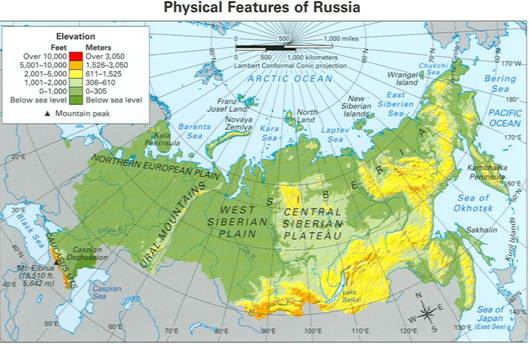 Physical Features of Russia
Elevation
Feet Meters
Over 10,000 Over 3,050
5,001–10,000 1,526–3,050
2,001–5,000 611–1,525
1,001–2,000 306–610
0–1,000 0–305
Below sea level Below sea level
▲ Mountain peak
0 500 1,000 miles
0 500 1,000 kilometers
Lambert Conformal Conic projection
ARCTIC OCEAN
Chukchi
Sea
Wrangel
Island
Bering
Sea
PACIFIC
OCEAN
170°W
180°
170°E
160°E
150°E
Franz
Josef Land
North
Land
New
Siberian
Islands
East
Siberian
Sea
Barents
Sea
Novaya
Zemlya
Kara
Sea
Laptev
Sea
Kola
Peninsula
NORTHERN EUROPEAN PLAIN
URAL MOUNTAINS
WEST
SIBERIAN
PLAIN
SIBERIA
CENTRAL
SIBERIAN
PLATEAU
Kamchatka
Peninsula
Sea of
Okhotsk
Sakhalin
Kuril Islands
Black Sea
CAUCASUS MTS.
Caspian
Depression
Mt. Elbrus
(18,510 ft.
5,642 m)
Caspian
Sea
Lake
Baikal
Sea of
Japan
(East Sea)
N
E
S
W
20°E
30°E
40°N
40°E
50°E
60°E
70°E
80°E
90°E
100°E
110°E
120°E
130°E
140°E